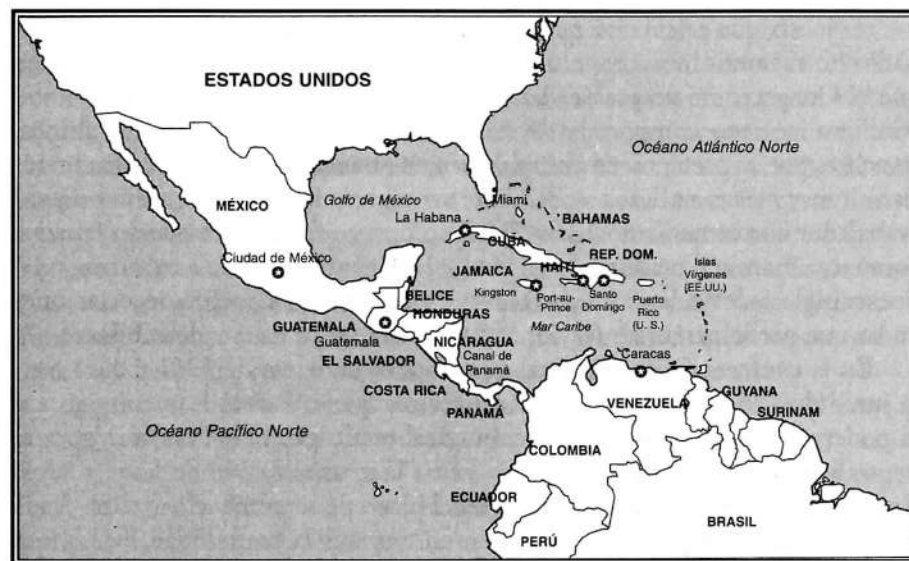 ESTADOS UNIDOS
Océano Atlántico Norte
MÉXICO
Golfo de México
Miami
La Habana
BAHAMAS
CUBA
REP. DOM.
Ciudad de México
JAMAICA
HAITÍ
Islas
Vírgenes
(EE.UU.)
BELICE
Kingston
Port-au-
Prince
Santo
Domingo
Puerto
Rico
(U. S.)
HONDURAS
GUATEMALA
Mar Caribe
Guatemala
NICARAGUA
EL SALVADOR
Canal de
Panamá
Caracas
COSTA RICA
GUYANA
PANAMÁ
VENEZUELA
SURINAM
Océano Pacífico Norte
COLOMBIA
ECUADOR
BRASIL
PERÚ